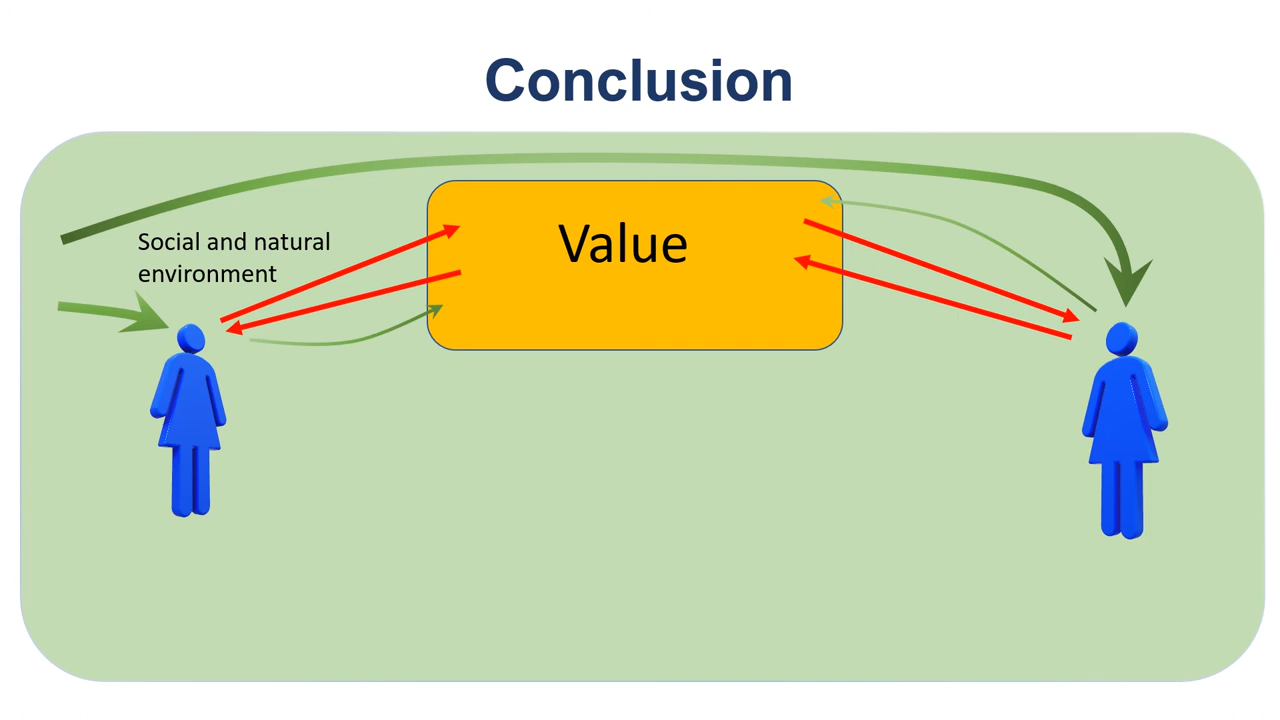 Conclusion
Social and natural
environment
Value